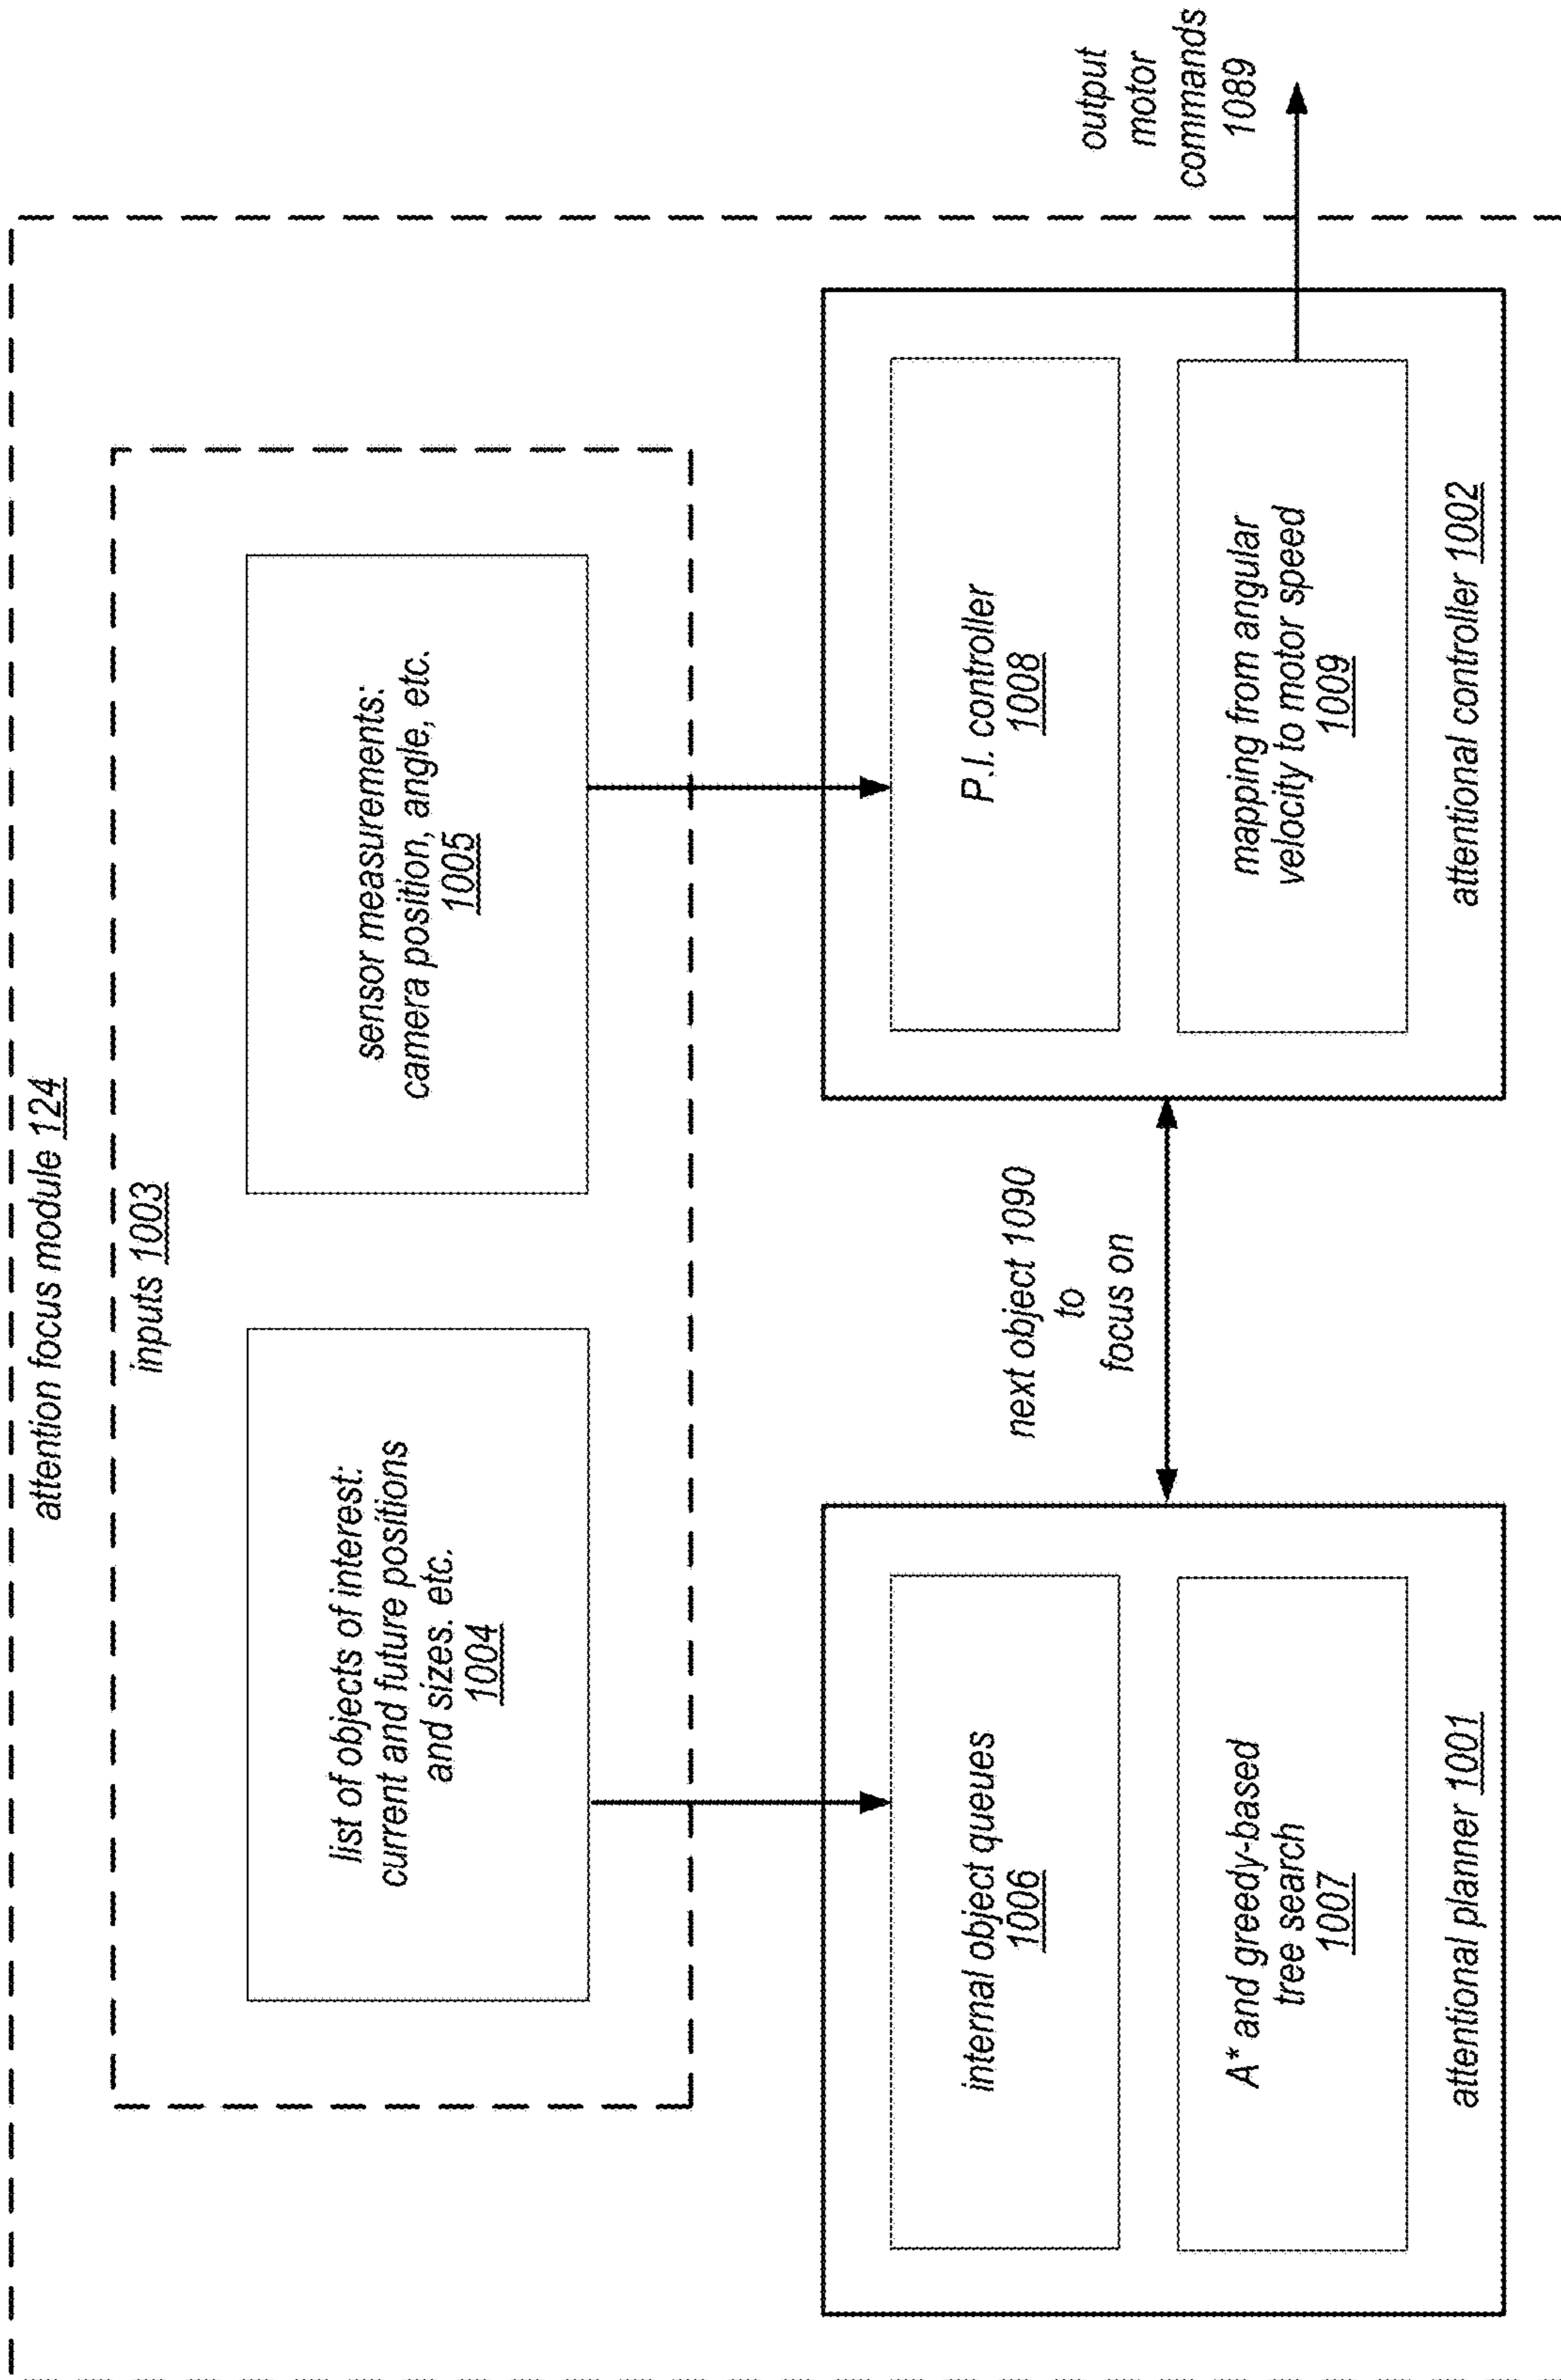 attention focus module 124
inputs 1003
list of objects of interest:
current and future positions
and sizes. etc.
1004
sensor measurements:
camera position, angle, etc.
1005
internal object queues
1006
A* and greedy-based
tree search
1007
attentional planner 1001
next object 1090
to
focus on
P.I. controller
1008
mapping from angular
velocity to motor speed
1009
attentional controller 1002
output
motor
commands
1089